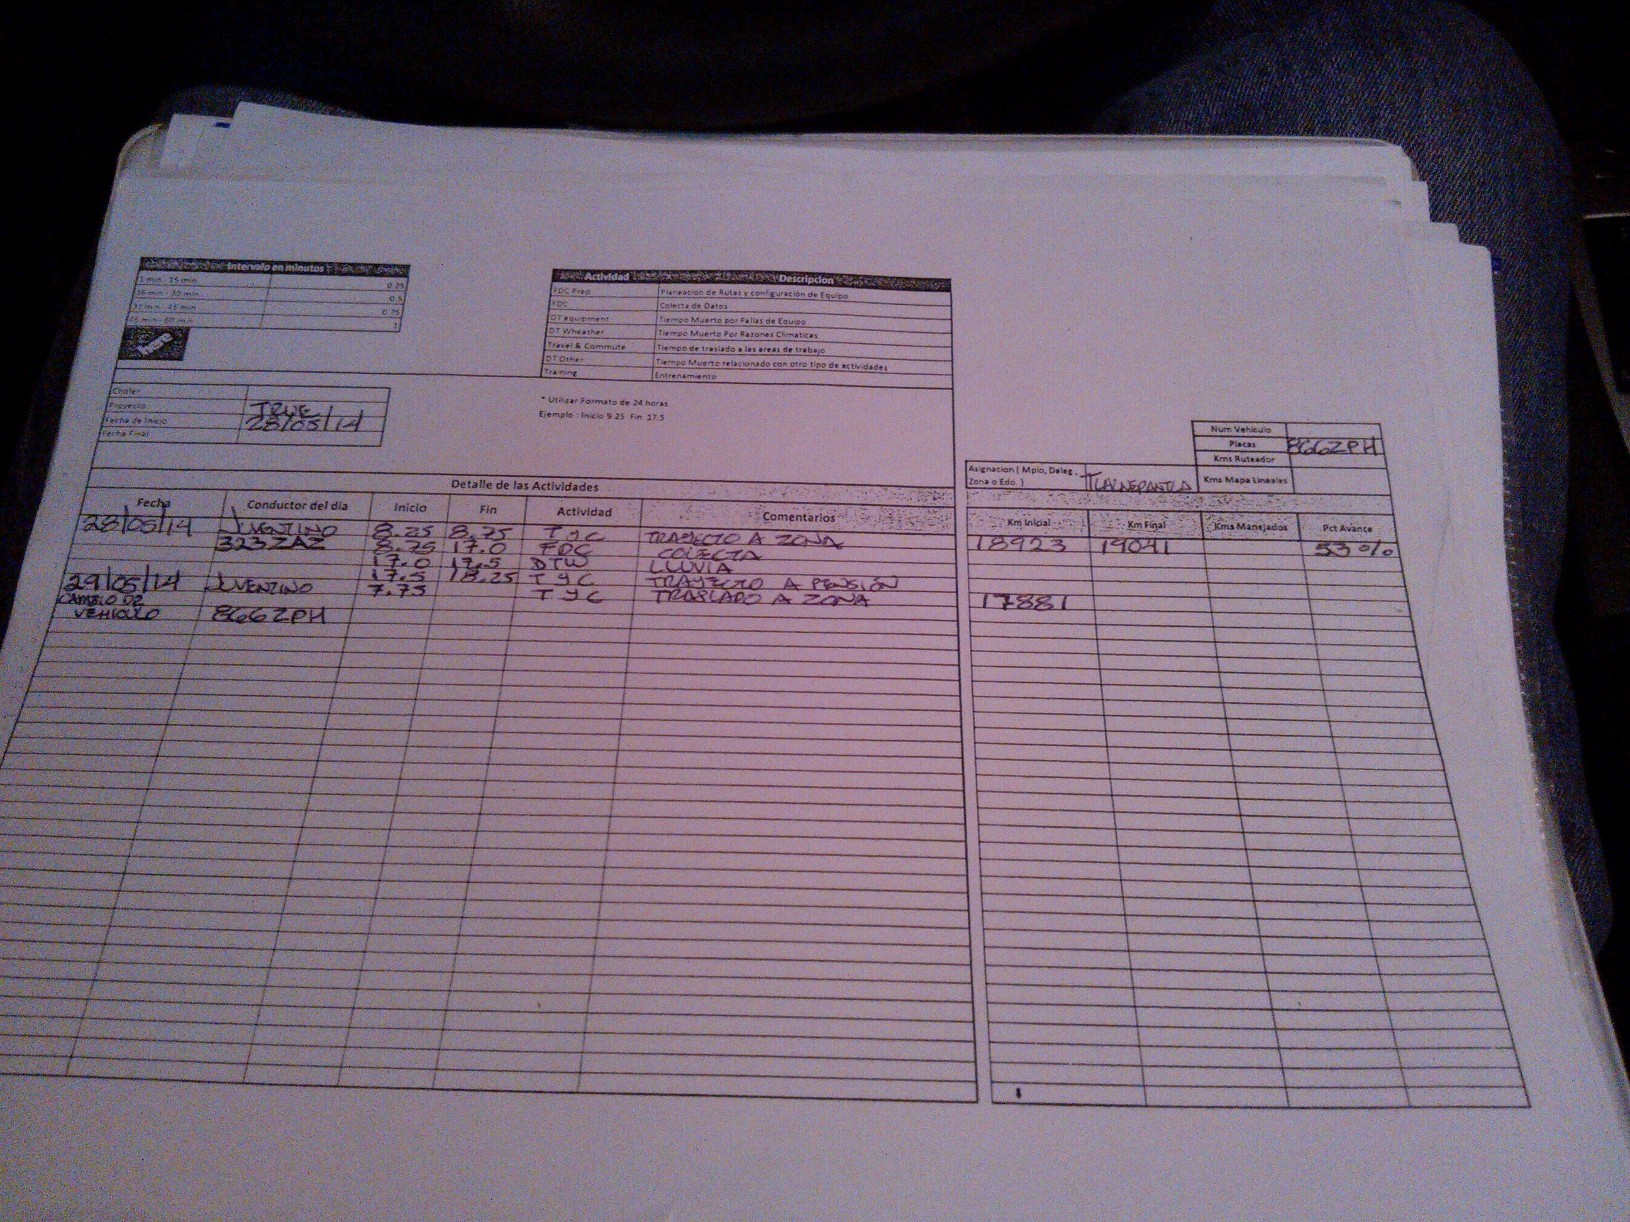 Intervalo en minutos
1 min - 15 min 0.25
16 min - 30 min 0.5
31 min - 45 min 0.75
45 min - 60 min 1
here
Actividad Descripcion
FDC Prep Planeacion de Rutas y configuración de Equipo
FDC Colecta de Datos
DT equipment Tiempo Muerto por Fallas de Equipo
DT Wheather Tiempo Muerto Por Razones Climaticas
Travel & Commute Tiempo de traslado a las areas de trabajo
DT Other Tiempo Muerto relacionado con otro tipo de actividades
Training Entrenamiento
* Utilizar Formato de 24 horas
Ejemplo : Inicio 9.25 Fin 17.5
Chofer
Proyecto TRUE
Fecha de Inicio 28/05/14
Fecha Final
Num Vehiculo
Placas 866ZPH
Kms Ruteador
Kms Mapa Lineales
Asignacion ( Mpio, Deleg, Zona o Edo. ) TLALNEPANTLA
Detalle de las Actividades
Fecha Conductor del dia Inicio Fin Actividad Comentarios Km Inicial Km Final Kms Manejados Pct Avance
28/05/14 JUVENTINO 8.25 8.75 T y C TRAYECTO A ZONA 18923 19041 53%
323ZAZ 8.75 17.0 FDC COLECTA
17.0 17.5 DTW LLUVIA
17.5 18.25 T y C TRAYECTO A PENSIÓN
29/05/14 JUVENTINO 7.75 T y C TRASLADO A ZONA 17881
CAMBIO DE
VEHICULO 866ZPH